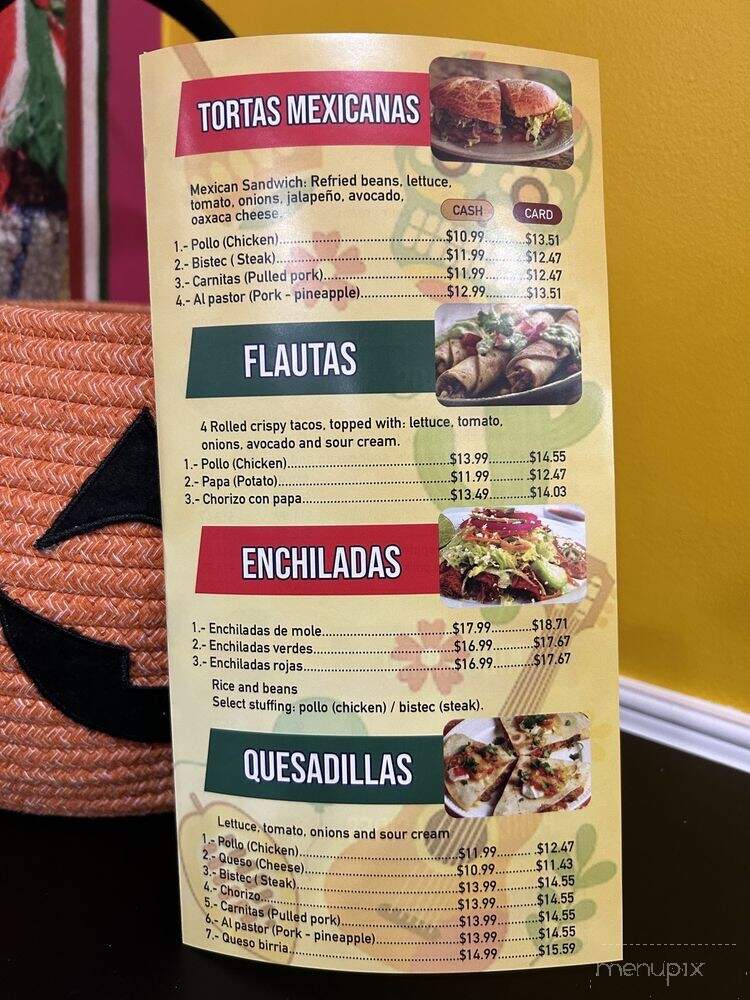 TORTAS MEXICANAS
Mexican Sandwich: Refried beans, lettuce,
tomato, onions, jalapeño, avocado,
oaxaca cheese.
CASH CARD
1.- Pollo (Chicken)....................$10.99..........$13.51
2.- Bistec ( Steak)....................$11.99..........$12.47
3.- Carnitas (Pulled pork)....................$11.99..........$12.47
4.- Al pastor (Pork - pineapple)....................$12.99..........$13.51
FLAUTAS
4 Rolled crispy tacos, topped with: lettuce, tomato,
onions, avocado and sour cream.
1.- Pollo (Chicken)....................$13.99..........$14.55
2.- Papa (Potato)....................$11.99..........$12.47
3.- Chorizo con papa....................$13.49..........$14.03
ENCHILADAS
1.- Enchiladas de mole....................$17.99..........$18.71
2.- Enchiladas verdes....................$16.99..........$17.67
3.- Enchiladas rojas....................$16.99..........$17.67
Rice and beans
Select stuffing: pollo (chicken) / bistec (steak).
QUESADILLAS
Lettuce, tomato, onions and sour cream
1.- Pollo (Chicken)....................$11.99..........$12.47
2.- Queso (Cheese)....................$10.99..........$11.43
3.- Bistec ( Steak)....................$13.99..........$14.55
4.- Chorizo....................$13.99..........$14.55
5.- Carnitas (Pulled pork)....................$13.99..........$14.55
6.- Al pastor (Pork - pineapple)....................$13.99..........$14.55
7.- Queso birria....................$14.99..........$15.59
menupix